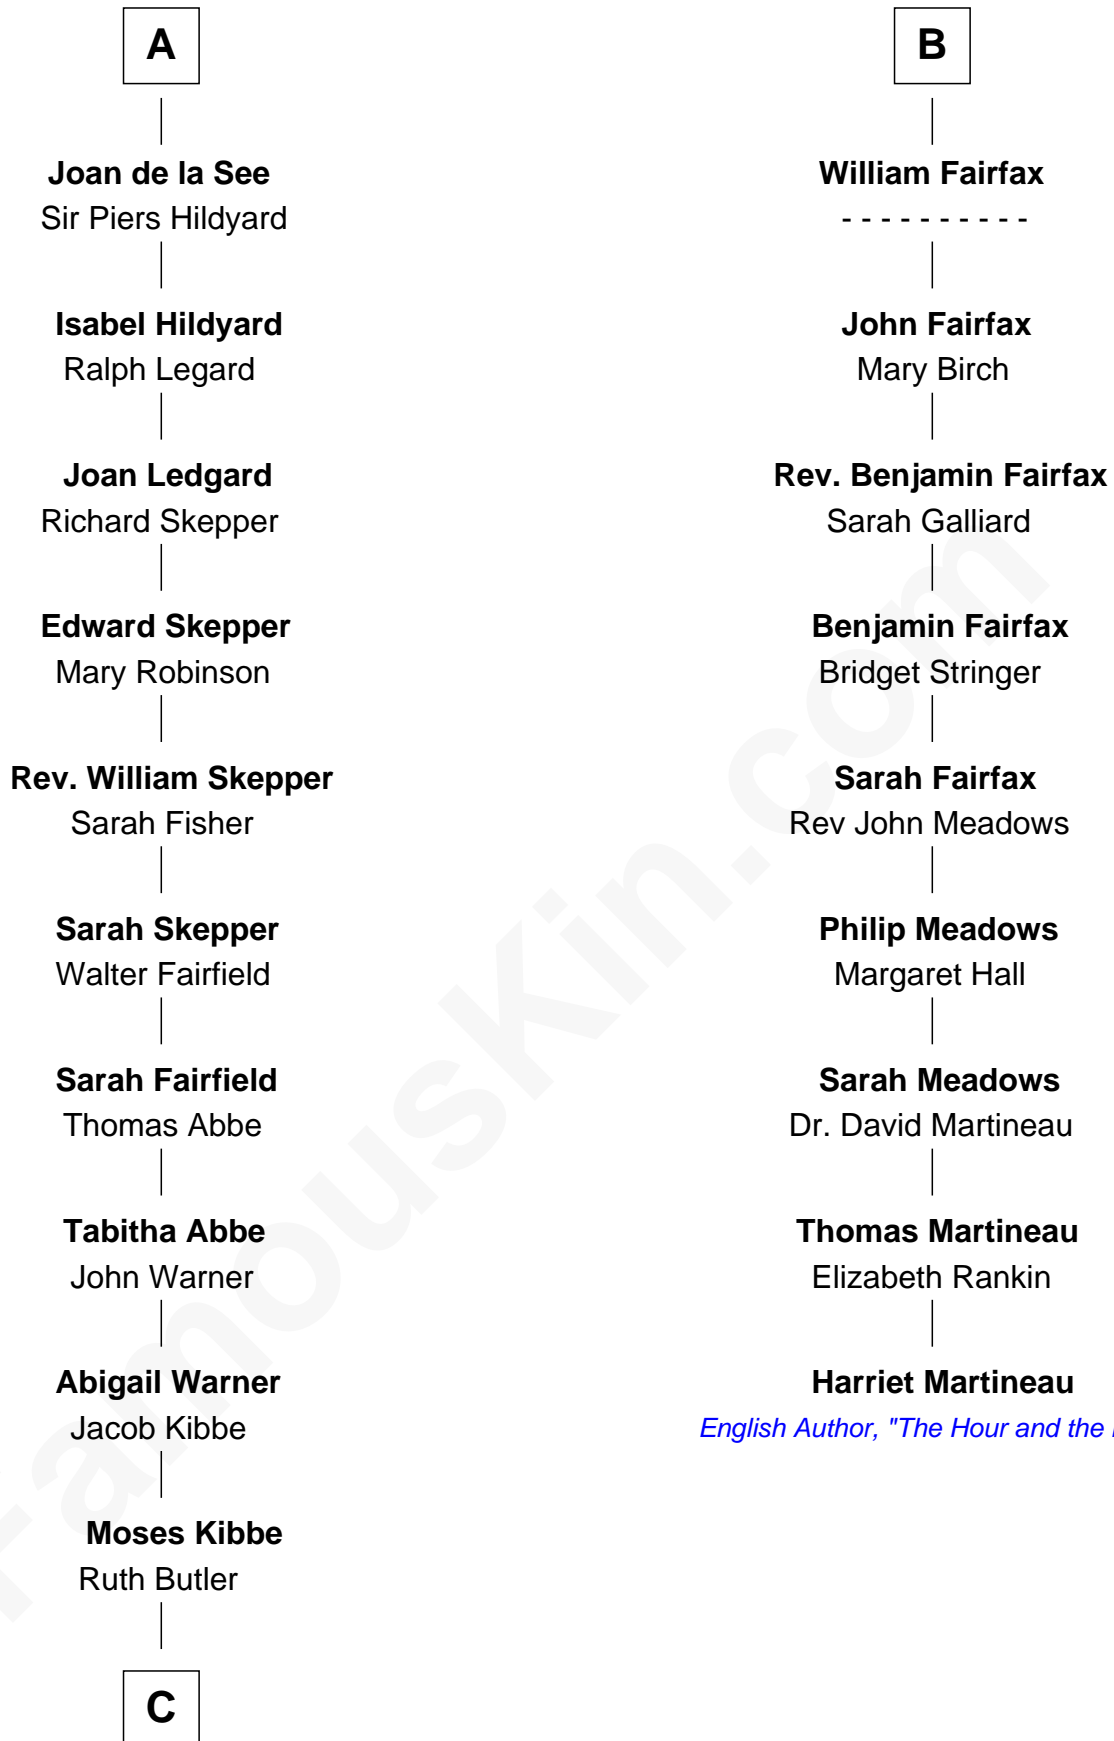 A
Joan de la See
Sir Piers Hildyard
Isabel Hildyard
Ralph Legard
Joan Ledgard
Richard Skepper
Edward Skepper
Mary Robinson
Rev. William Skepper
Sarah Fisher
Sarah Skepper
Walter Fairfield
Sarah Fairfield
Thomas Abbe
Tabitha Abbe
John Warner
Abigail Warner
Jacob Kibbe
Moses Kibbe
Ruth Butler
C
B
William Fairfax
- - - - - - - - - -
John Fairfax
Mary Birch
Rev. Benjamin Fairfax
Sarah Galliard
Benjamin Fairfax
Bridget Stringer
Sarah Fairfax
Rev John Meadows
Philip Meadows
Margaret Hall
Sarah Meadows
Dr. David Martineau
Thomas Martineau
Elizabeth Rankin
Harriet Martineau
English Author, "The Hour and the
FamousKin.com